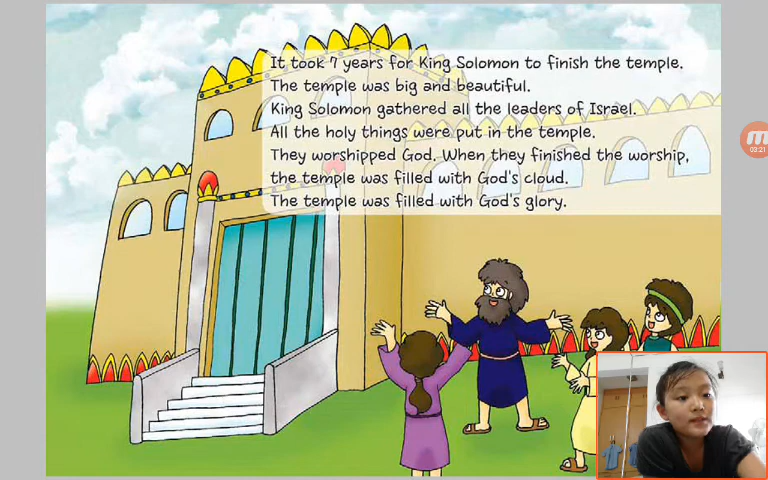 It took 7 years for King Solomon to finish the temple.
The temple was big and beautiful.
King Solomon gathered all the leaders of Israel.
All the holy things were put in the temple.
They worshipped God. When they finished the worship,
the temple was filled with God's cloud.
The temple was filled with God's glory.
03:21